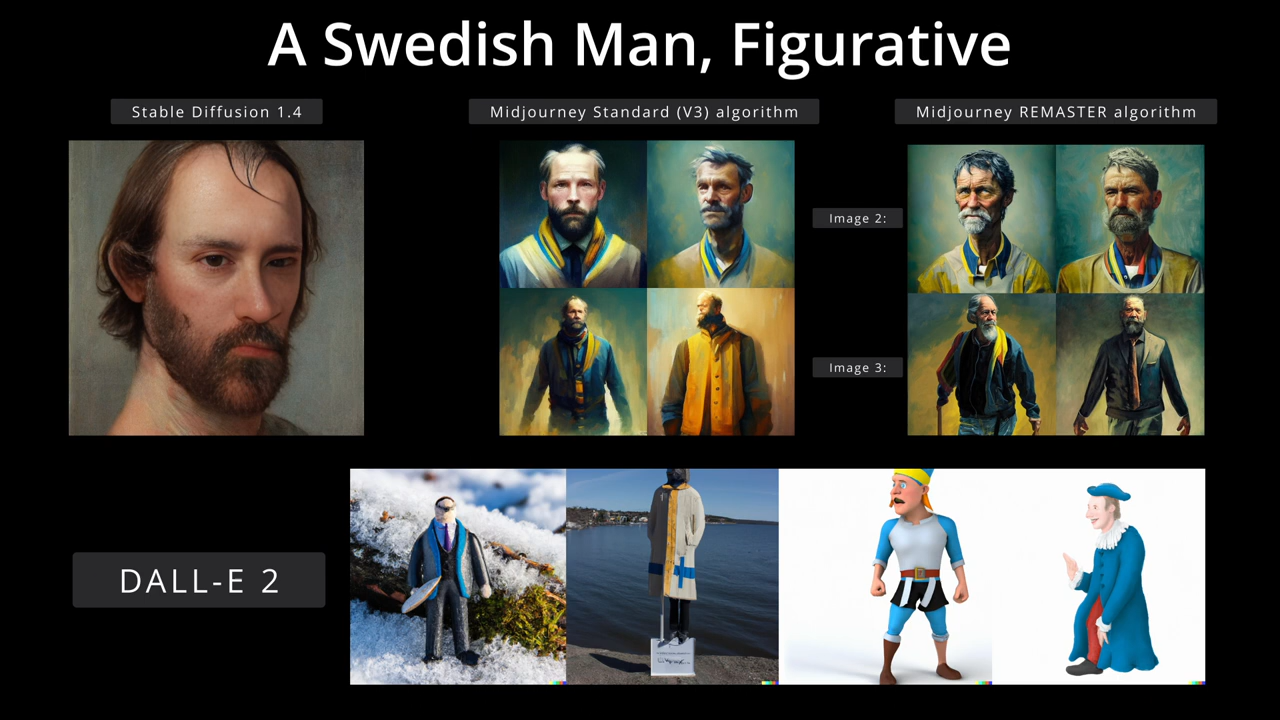 A Swedish Man, Figurative
Stable Diffusion 1.4
Midjourney Standard (V3) algorithm
Midjourney REMASTER algorithm
Image 2:
Image 3:
DALL-E 2